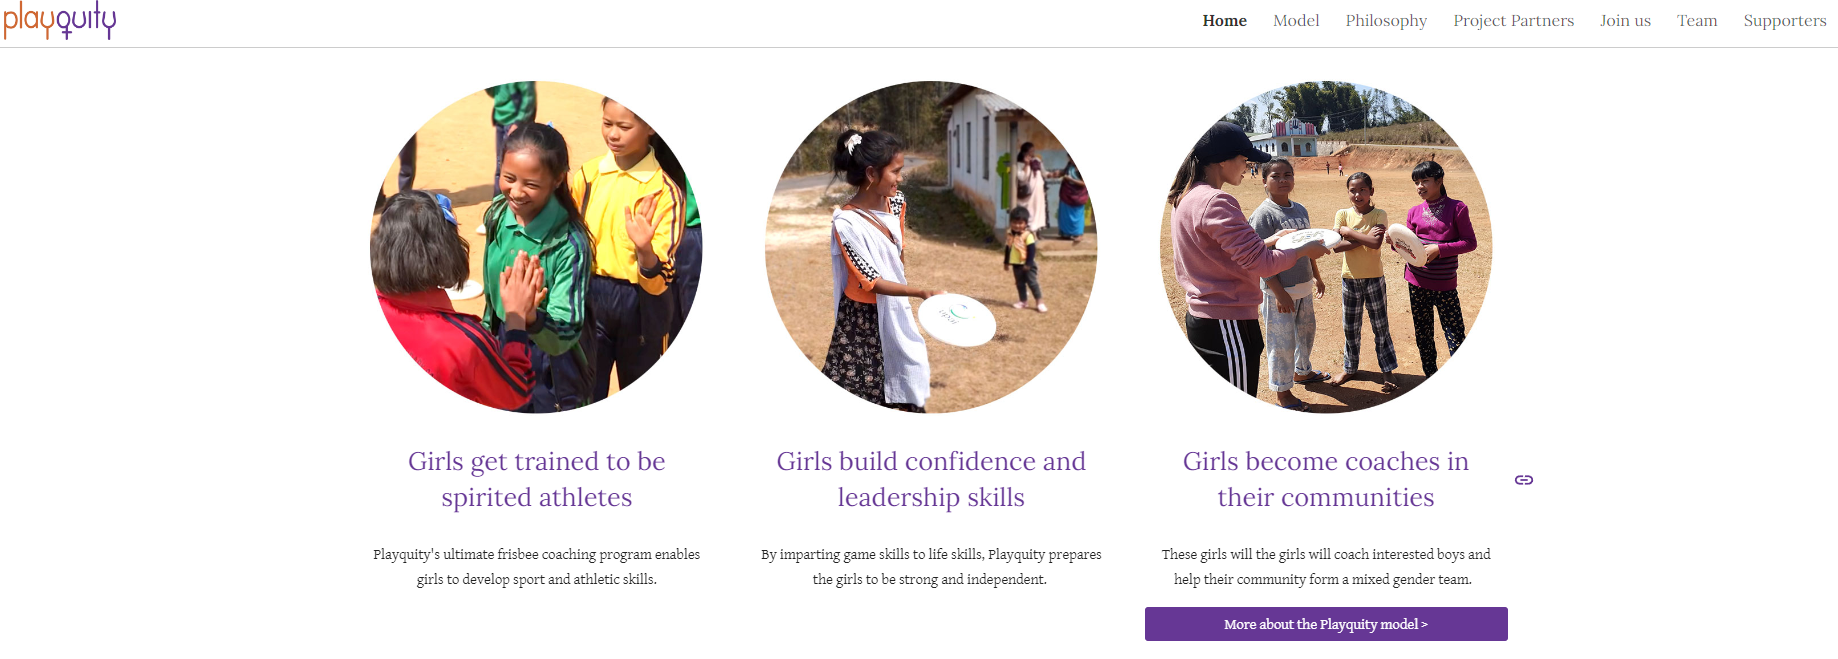 playquity
Home Model Philosophy Project Partners Join us Team Supporters
Girls get trained to be
spirited athletes
Playquity's ultimate frisbee coaching program enables
girls to develop sport and athletic skills.
Girls build confidence and
leadership skills
By imparting game skills to life skills, Playquity prepares
the girls to be strong and independent.
Girls become coaches in
their communities
These girls will the girls will coach interested boys and
help their community form a mixed gender team.
More about the Playquity model >